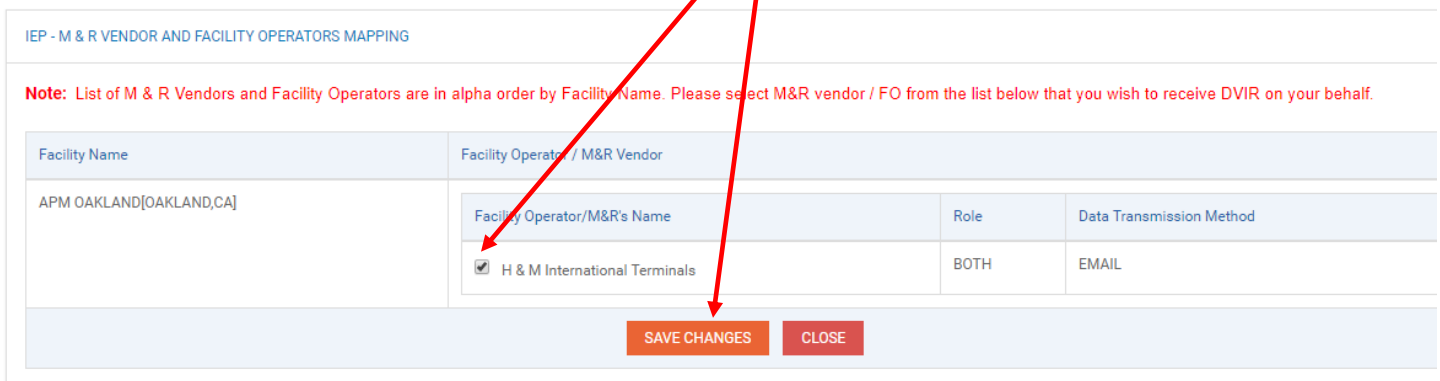 IEP - M & R VENDOR AND FACILITY OPERATORS MAPPING
Note: List of M & R Vendors and Facility Operators are in alpha order by Facility Name. Please select M&R vendor / FO from the list below that you wish to receive DVIR on your behalf.
Facility Name Facility Operator / M&R Vendor
APM OAKLAND[OAKLAND,CA]
Facility Operator/M&R's Name Role Data Transmission Method
H & M International Terminals BOTH EMAIL
SAVE CHANGES CLOSE